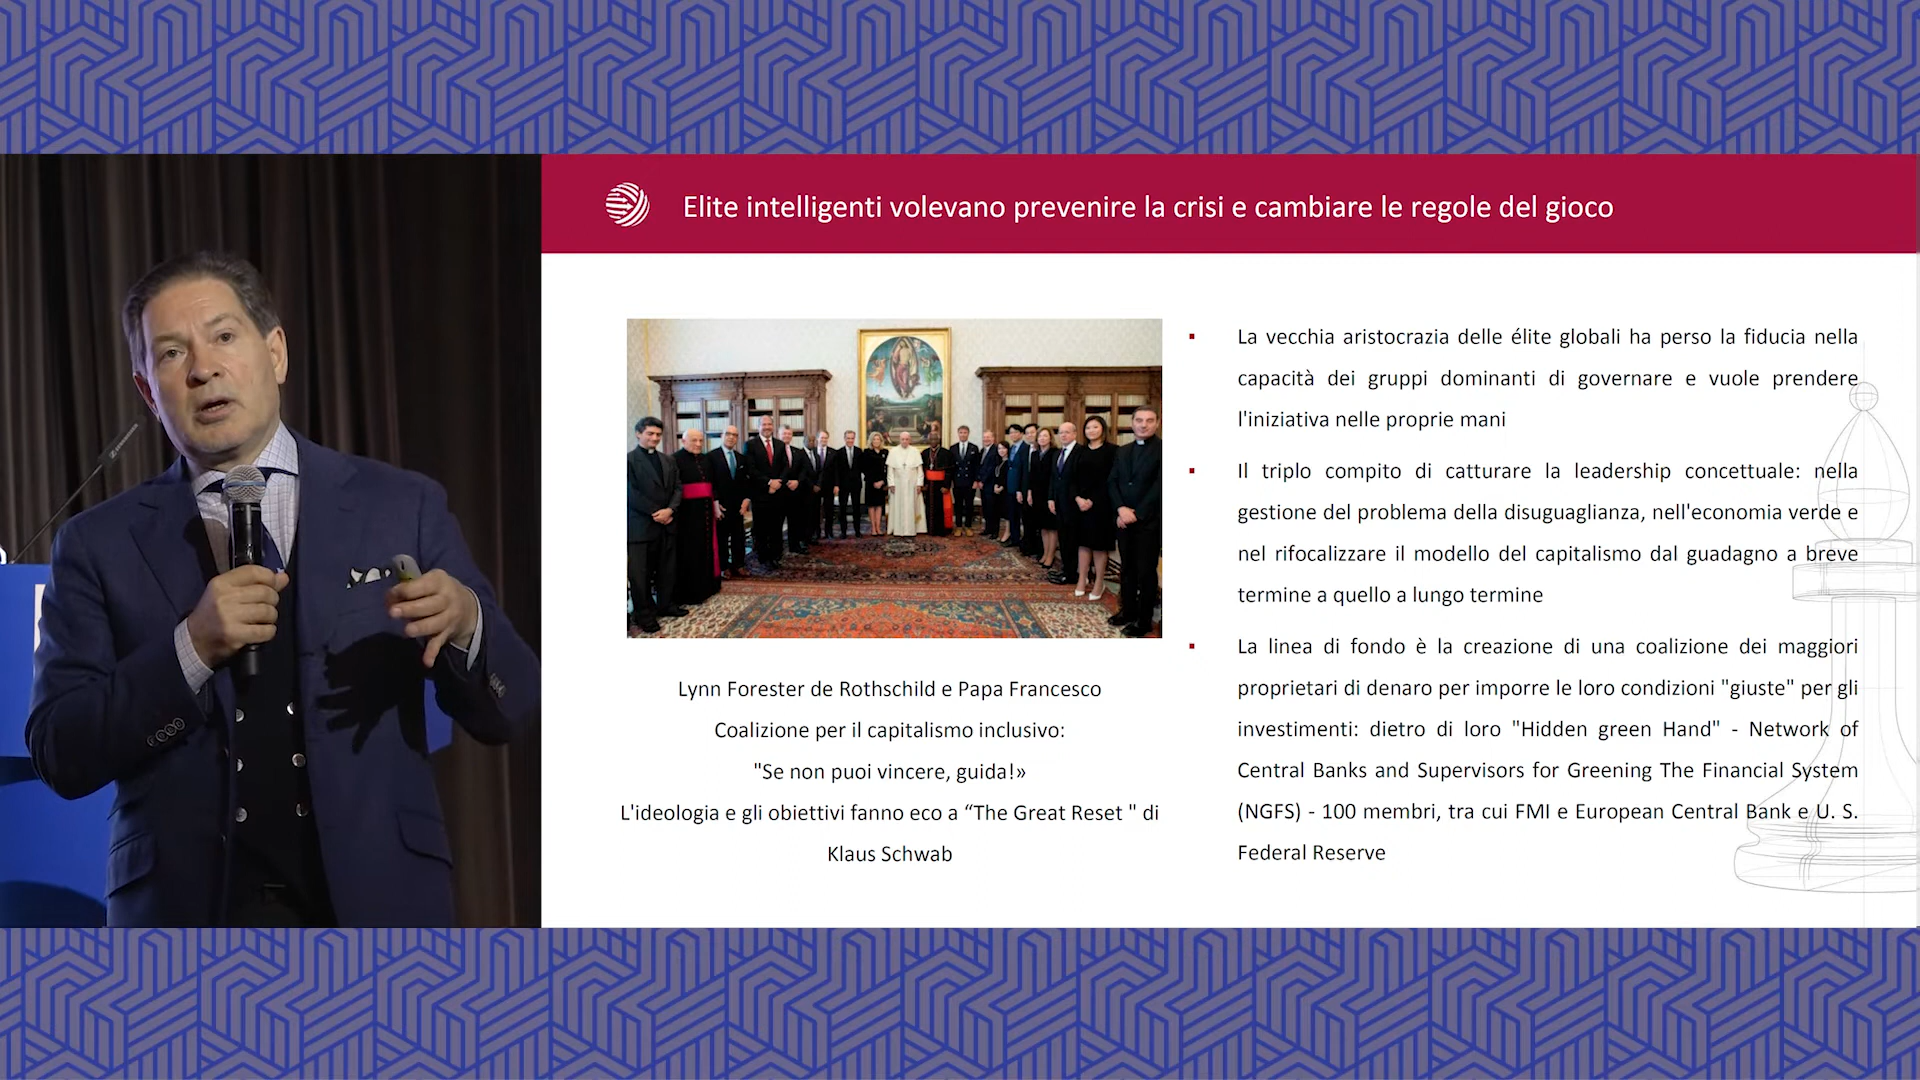 Elite intelligenti volevano prevenire la crisi e cambiare le regole del gioco
Lynn Forester de Rothschild e Papa Francesco
Coalizione per il capitalismo inclusivo:
"Se non puoi vincere, guida!»
L'ideologia e gli obiettivi fanno eco a “The Great Reset " di
Klaus Schwab
La vecchia aristocrazia delle élite globali ha perso la fiducia nella
capacità dei gruppi dominanti di governare e vuole prendere
l'iniziativa nelle proprie mani
Il triplo compito di catturare la leadership concettuale: nella
gestione del problema della disuguaglianza, nell'economia verde e
nel rifocalizzare il modello del capitalismo dal guadagno a breve
termine a quello a lungo termine
La linea di fondo è la creazione di una coalizione dei maggiori
proprietari di denaro per imporre le loro condizioni "giuste" per gli
investimenti: dietro di loro "Hidden green Hand" - Network of
Central Banks and Supervisors for Greening The Financial System
(NGFS) - 100 membri, tra cui FMI e European Central Bank e U. S.
Federal Reserve